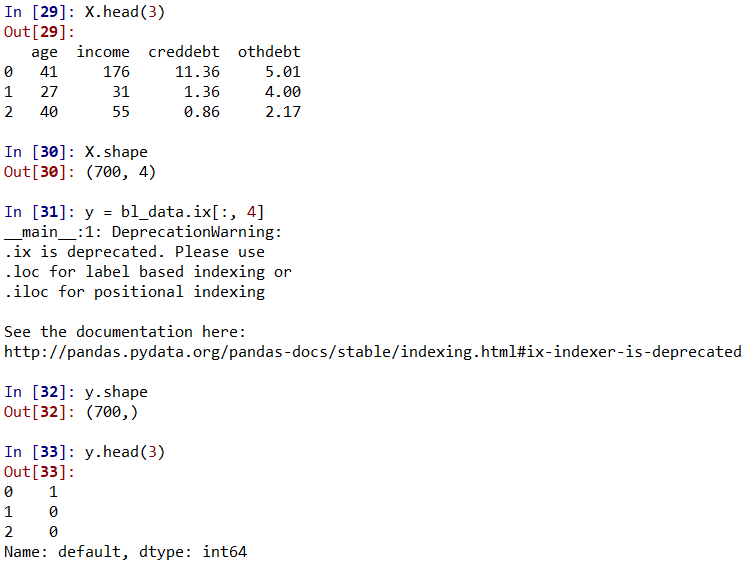 In [29]: X.head(3)
Out[29]:
   age  income  creddebt  othdebt
0   41     176     11.36     5.01
1   27      31      1.36     4.00
2   40      55      0.86     2.17

In [30]: X.shape
Out[30]: (700, 4)

In [31]: y = bl_data.ix[:, 4]
__main__:1: DeprecationWarning:
.ix is deprecated. Please use
.loc for label based indexing or
.iloc for positional indexing

See the documentation here:
http://pandas.pydata.org/pandas-docs/stable/indexing.html#ix-indexer-is-deprecated

In [32]: y.shape
Out[32]: (700,)

In [33]: y.head(3)
Out[33]:
0    1
1    0
2    0
Name: default, dtype: int64